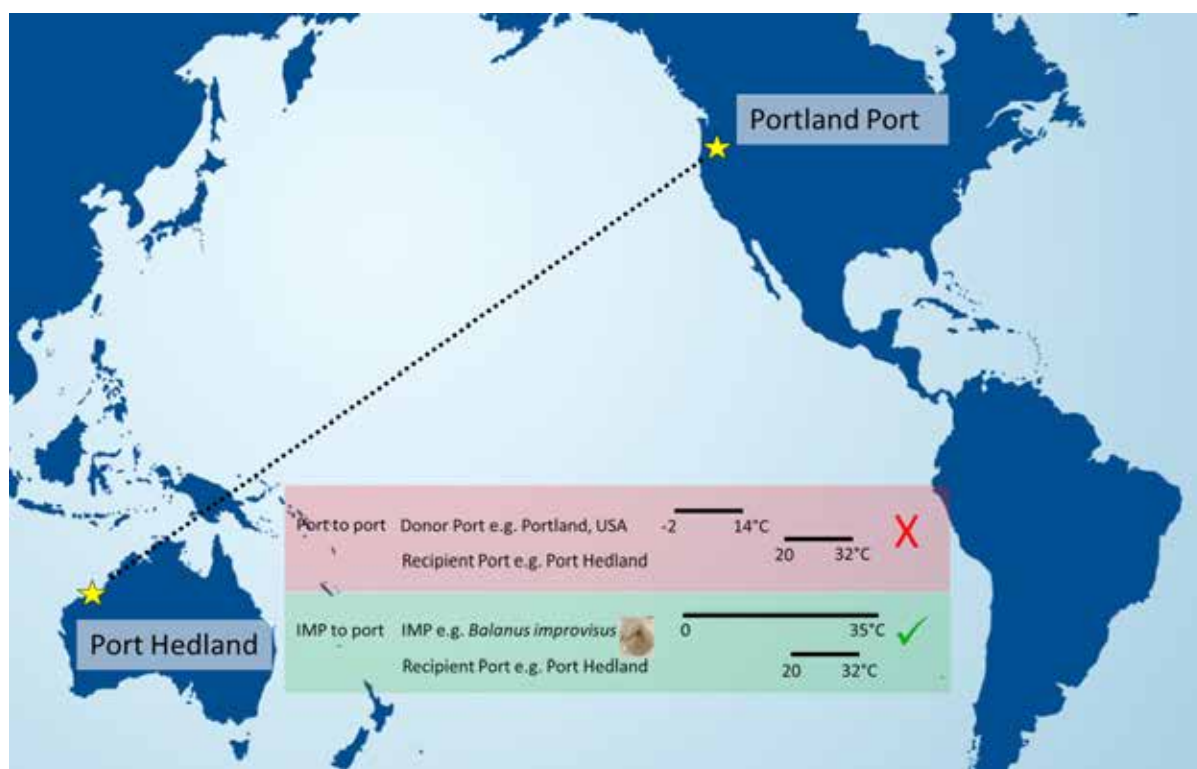 Portland Port
Port to port Donor Port e.g. Portland, USA -2 14°C X
Recipient Port e.g. Port Hedland 20 32°C
Port Hedland
IMP to port IMP e.g. Balanus improvisus 0 35°C ✓
Recipient Port e.g. Port Hedland 20 32°C